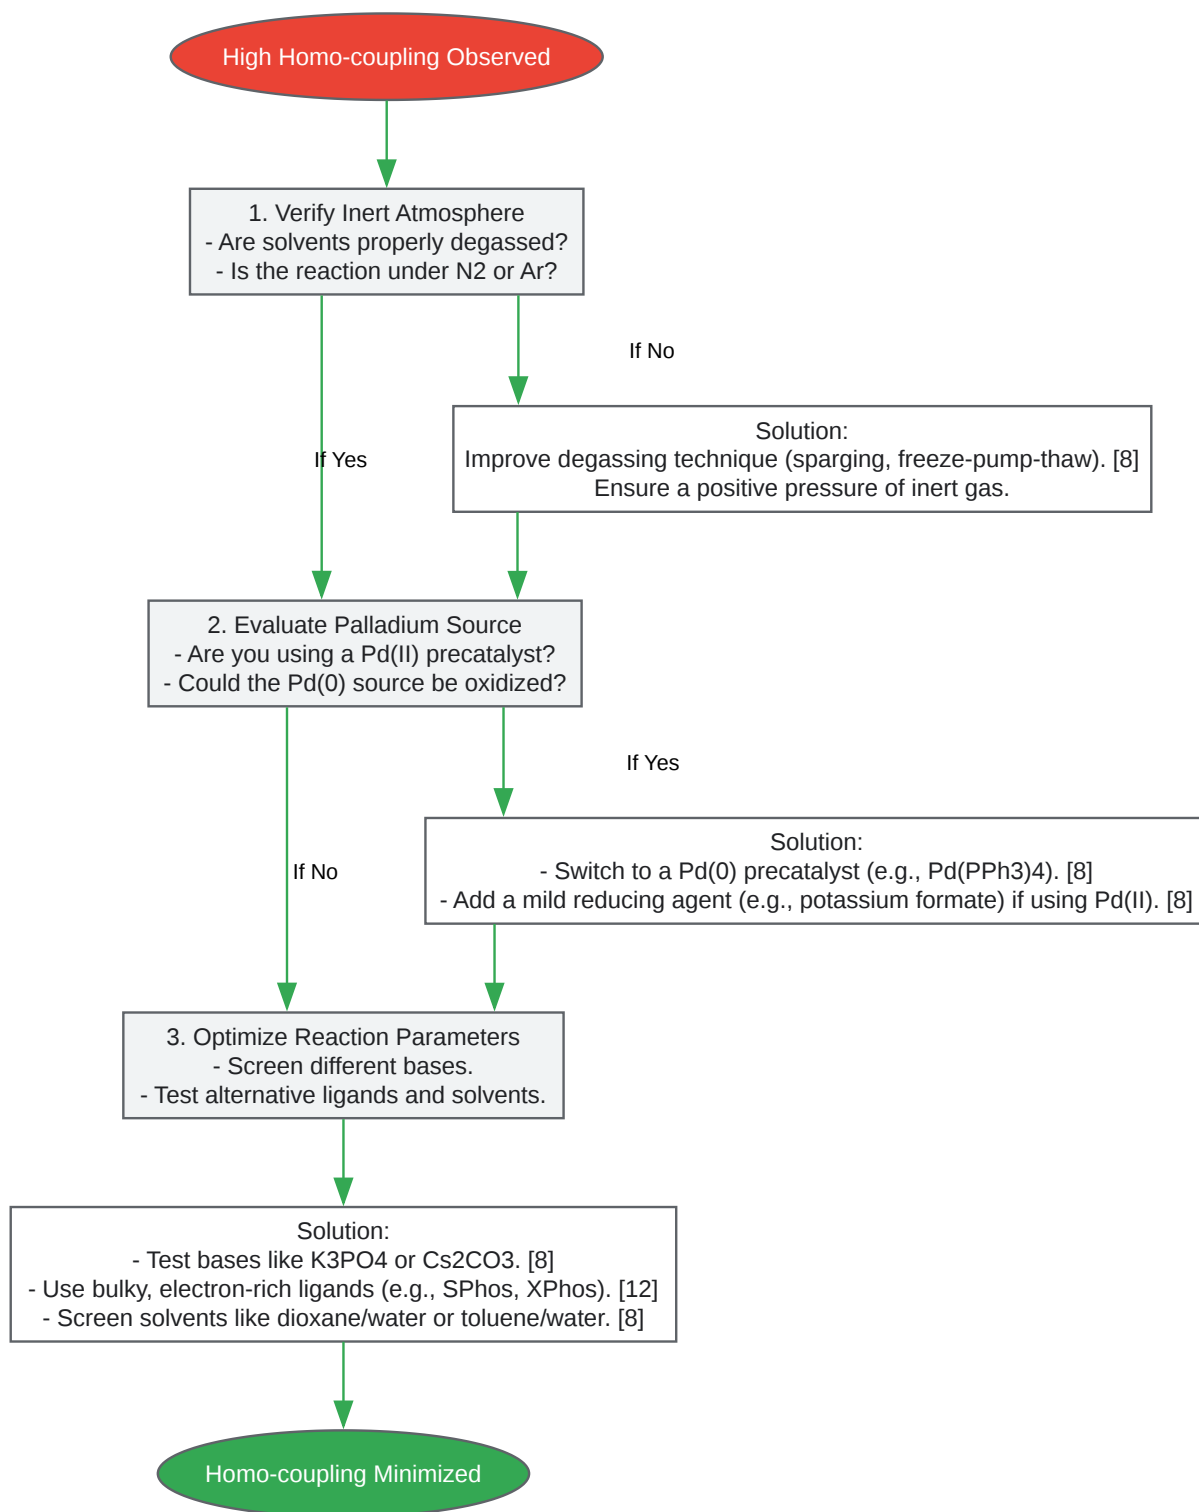 High Homo-coupling Observed
1. Verify Inert Atmosphere
- Are solvents properly degassed?
- Is the reaction under N2 or Ar?
If No
Solution:
Improve degassing technique (sparging, freeze-pump-thaw). [8]
Ensure a positive pressure of inert gas.
If Yes
2. Evaluate Palladium Source
- Are you using a Pd(II) precatalyst?
- Could the Pd(0) source be oxidized?
If Yes
Solution:
- Switch to a Pd(0) precatalyst (e.g., Pd(PPh3)4). [8]
- Add a mild reducing agent (e.g., potassium formate) if using Pd(II). [8]
If No
3. Optimize Reaction Parameters
- Screen different bases.
- Test alternative ligands and solvents.
Solution:
- Test bases like K3PO4 or Cs2CO3. [8]
- Use bulky, electron-rich ligands (e.g., SPhos, XPhos). [12]
- Screen solvents like dioxane/water or toluene/water. [8]
Homo-coupling Minimized